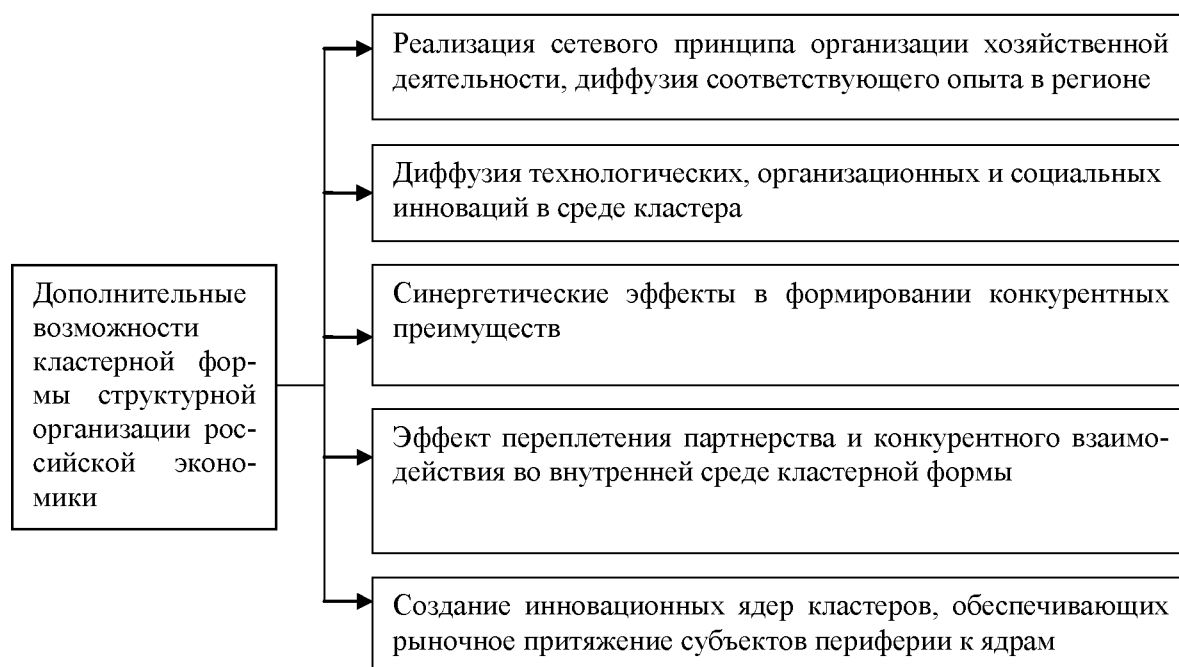 Дополнительные
возможности
кластерной фор-
мы структурной
организации рос-
сийской эконо-
мики
Реализация сетевого принципа организации хозяйственной
деятельности, диффузия соответствующего опыта в регионе
Диффузия технологических, организационных и социальных
инноваций в среде кластера
Синергетические эффекты в формировании конкурентных
преимуществ
Эффект переплетения партнерства и конкурентного взаимо-
действия во внутренней среде кластерной формы
Создание инновационных ядер кластеров, обеспечивающих
рыночное притяжение субъектов периферии к ядрам